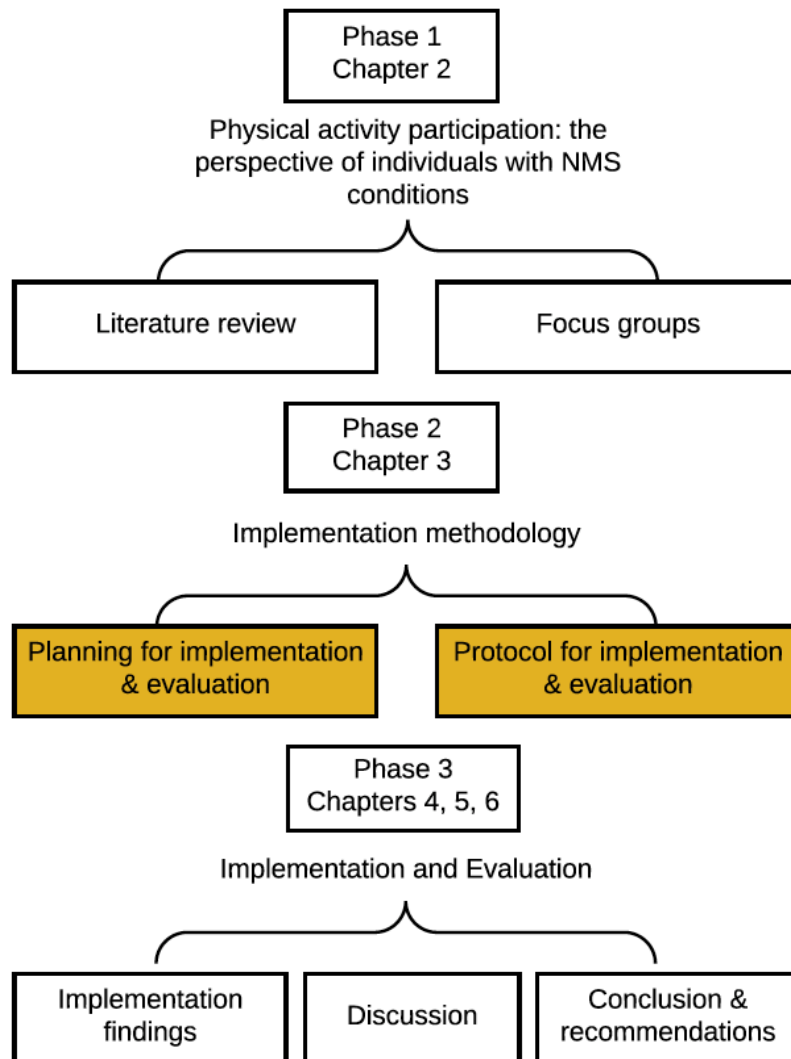 Phase 1
Chapter 2
Physical activity participation: the
perspective of individuals with NMS
conditions
Literature review
Focus groups
Phase 2
Chapter 3
Implementation methodology
Planning for implementation
& evaluation
Protocol for implementation
& evaluation
Phase 3
Chapters 4, 5, 6
Implementation and Evaluation
Implementation
findings
Discussion
Conclusion &
recommendations